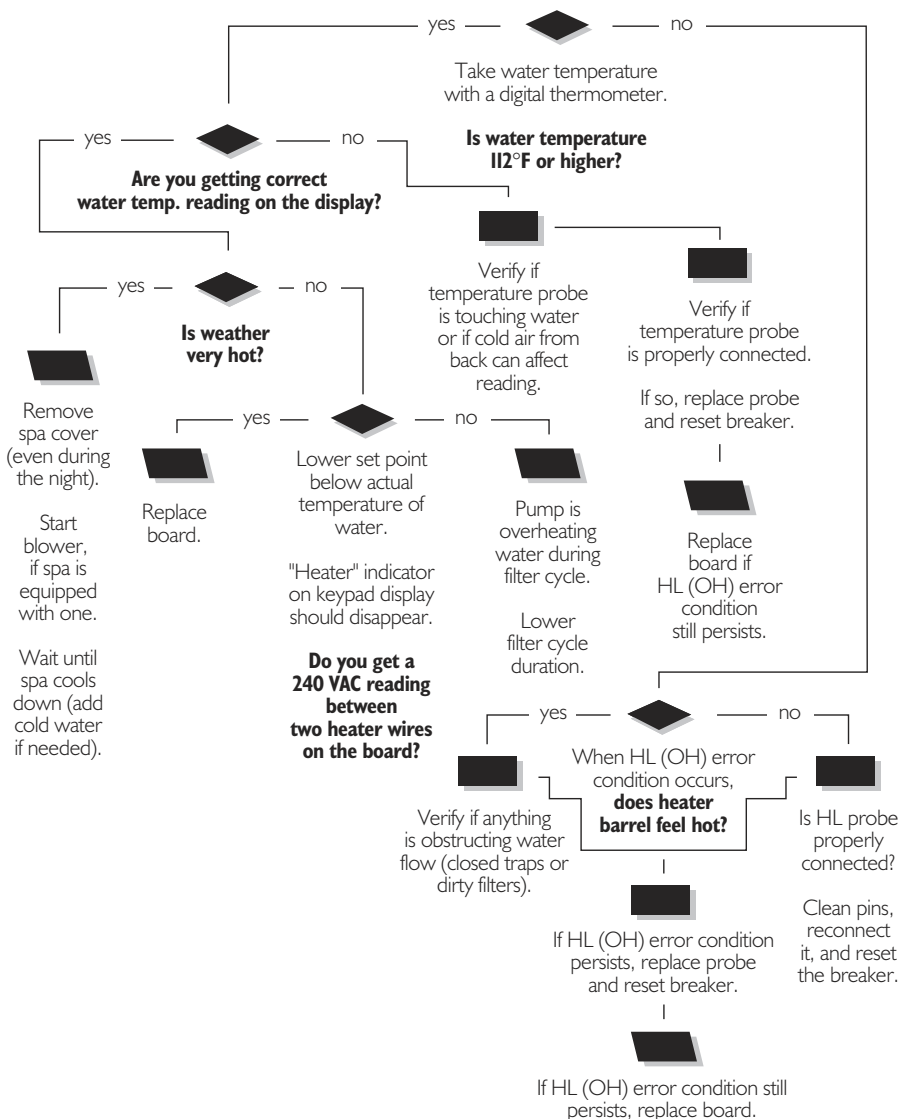 yes
no
Take water temperature
with a digital thermometer.
Is water temperature
112°F or higher?
yes
no
Are you getting correct
water temp. reading on the display?
Verify if
temperature probe
is touching water
or if cold air from
back can affect
reading.
Verify if
temperature probe
is properly connected.
If so, replace probe
and reset breaker.
Replace
board if
HL (OH) error
condition
still persists.
yes
no
Is weather
very hot?
Remove
spa cover
(even during
the night).
Start
blower,
if spa is
equipped
with one.
Wait until
spa cools
down (add
cold water
if needed).
yes
no
Lower set point
below actual
temperature of
water.
"Heater" indicator
on keypad display
should disappear.
Do you get a
240 VAC reading
between
two heater wires
on the board?
Replace
board.
Pump is
overheating
water during
filter cycle.
Lower
filter cycle
duration.
yes
no
When HL (OH) error
condition occurs,
does heater
barrel feel hot?
Verify if anything
is obstructing water
flow (closed traps or
dirty filters).
Is HL probe
properly
connected?
Clean pins,
reconnect
it, and reset
the breaker.
If HL (OH) error condition
persists, replace probe
and reset breaker.
If HL (OH) error condition still
persists, replace board.